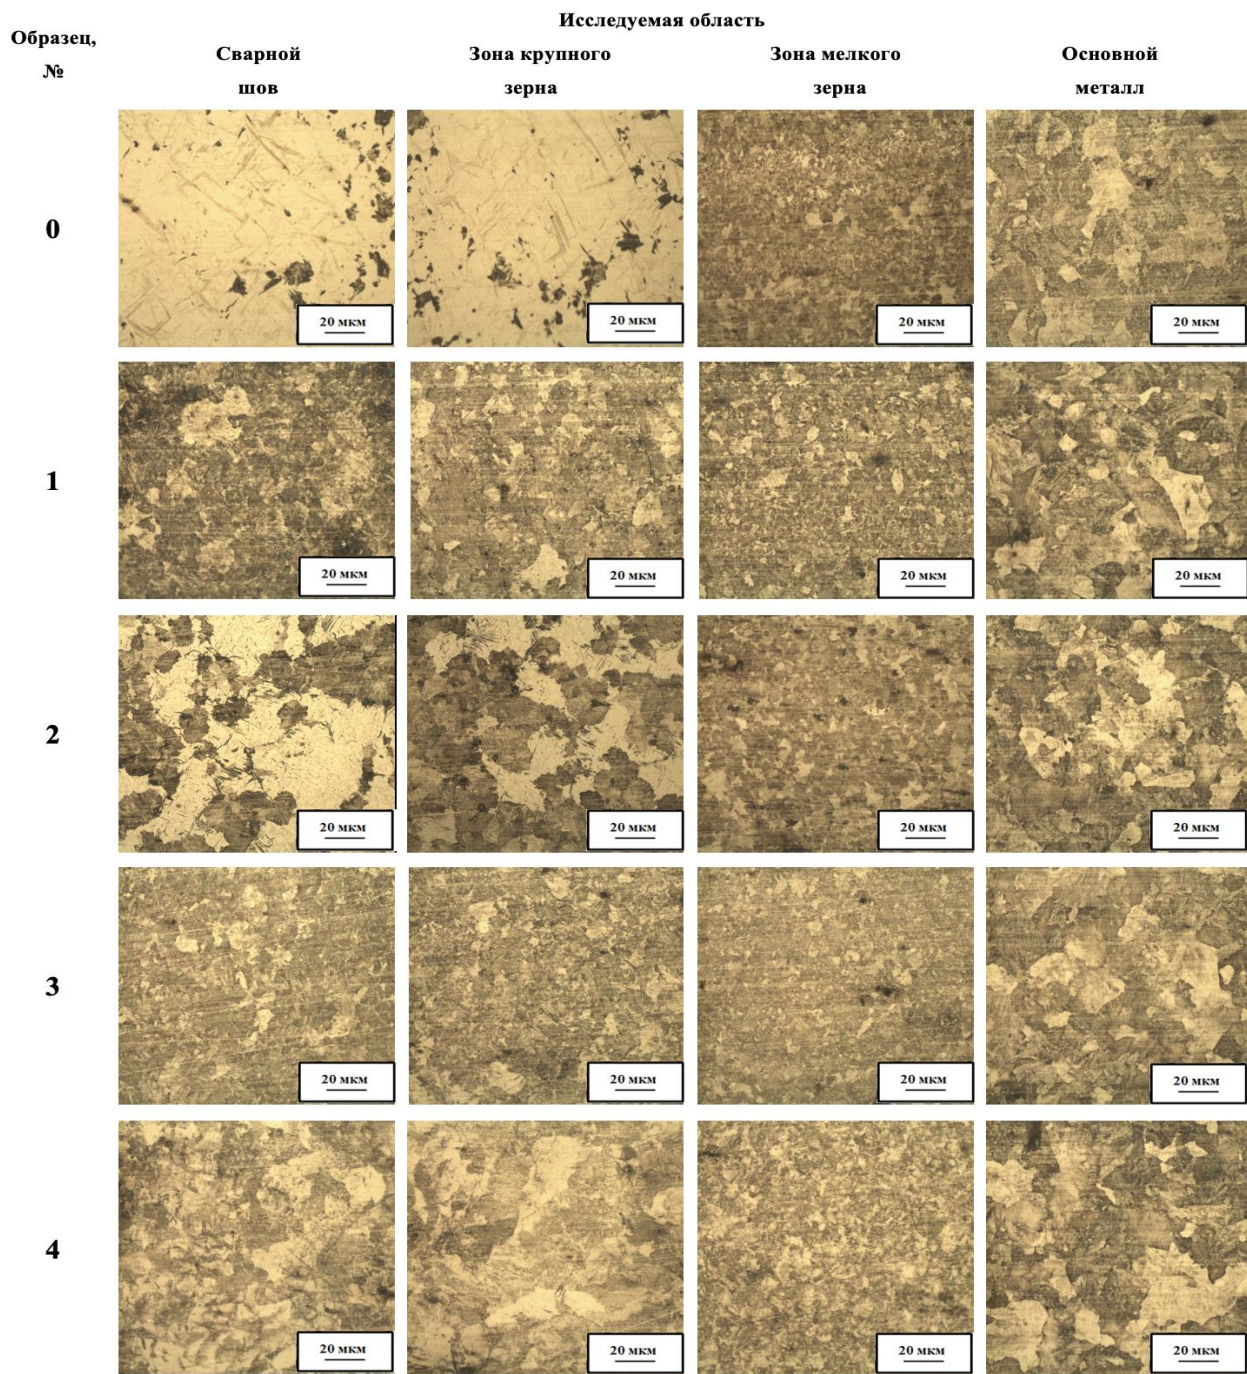 Исследуемая область
Образец,
№
Сварной
шов
Зона крупного
зерна
Зона мелкого
зерна
Основной
металл
0
20 мкм
20 мкм
20 мкм
20 мкм
1
20 мкм
20 мкм
20 мкм
20 мкм
2
20 мкм
20 мкм
20 мкм
20 мкм
3
20 мкм
20 мкм
20 мкм
20 мкм
4
20 мкм
20 мкм
20 мкм
20 мкм